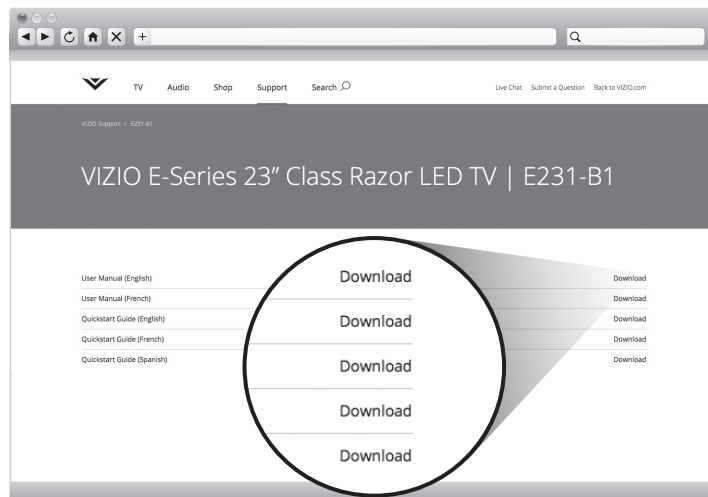 TV Audio Shop Support Search Live Chat Submit a Question Back to VIZIO.com
VIZIO Support / E231-B1
VIZIO E-Series 23” Class Razor LED TV | E231-B1
User Manual (English) Download
User Manual (French) Download
Quickstart Guide (English) Download
Quickstart Guide (French) Download
Quickstart Guide (Spanish) Download
Download
Download
Download
Download
Download